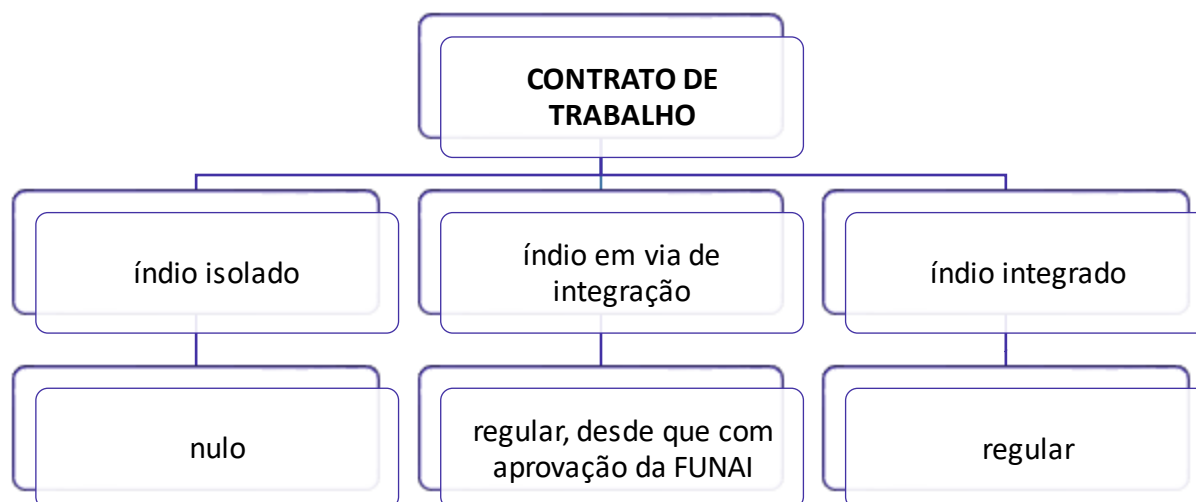 CONTRATO DE
TRABALHO
índio isolado
índio em via de
integração
índio integrado
nulo
regular, desde que com
aprovação da FUNAI
regular